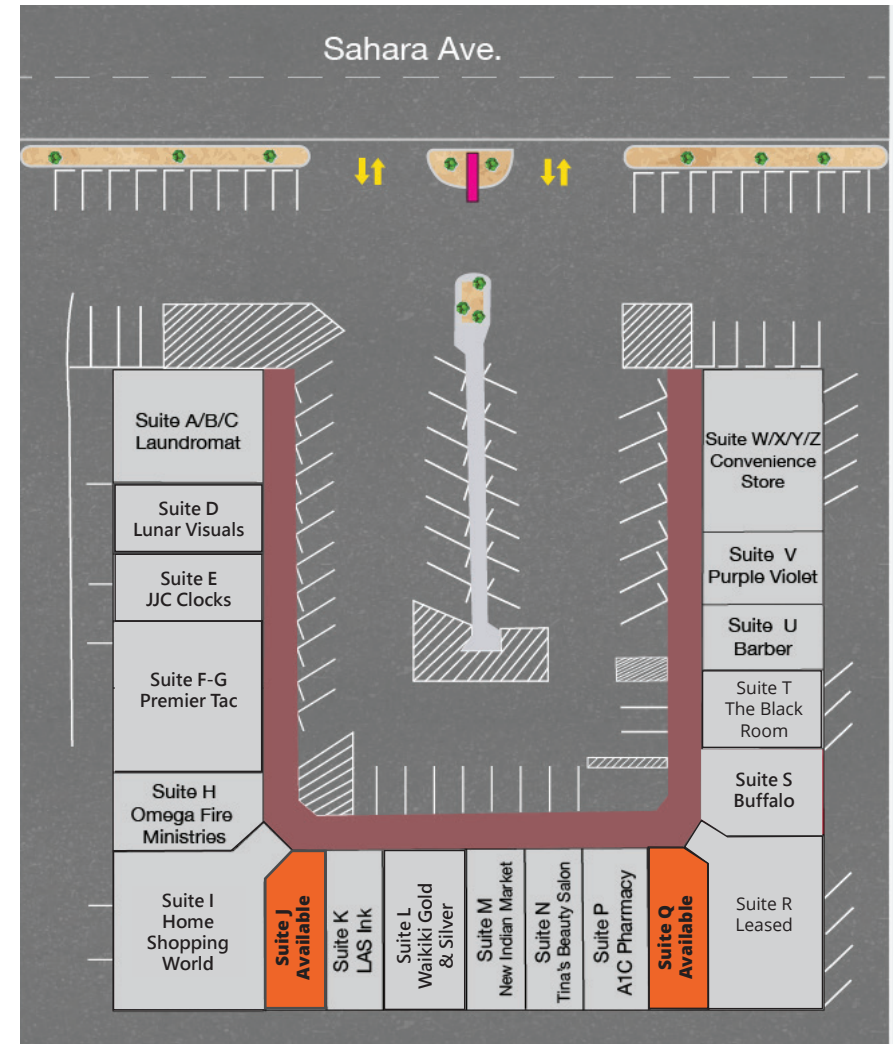 Sahara Ave.
Suite A/B/C
Laundromat
Suite D
Lunar Visuals
Suite E
JJC Clocks
Suite F-G
Premier Tac
Suite H
Omega Fire
Ministries
Suite I
Home
Shopping
World
Suite J
Available
Suite K
LAS Ink
Suite L
Waikiki Gold
& Silver
Suite M
New Indian Market
Suite N
Tina's Beauty Salon
Suite P
A1C Pharmacy
Suite Q
Available
Suite R
Leased
Suite S
Buffalo
Suite T
The Black
Room
Suite U
Barber
Suite V
Purple Violet
Suite W/X/Y/Z
Convenience
Store